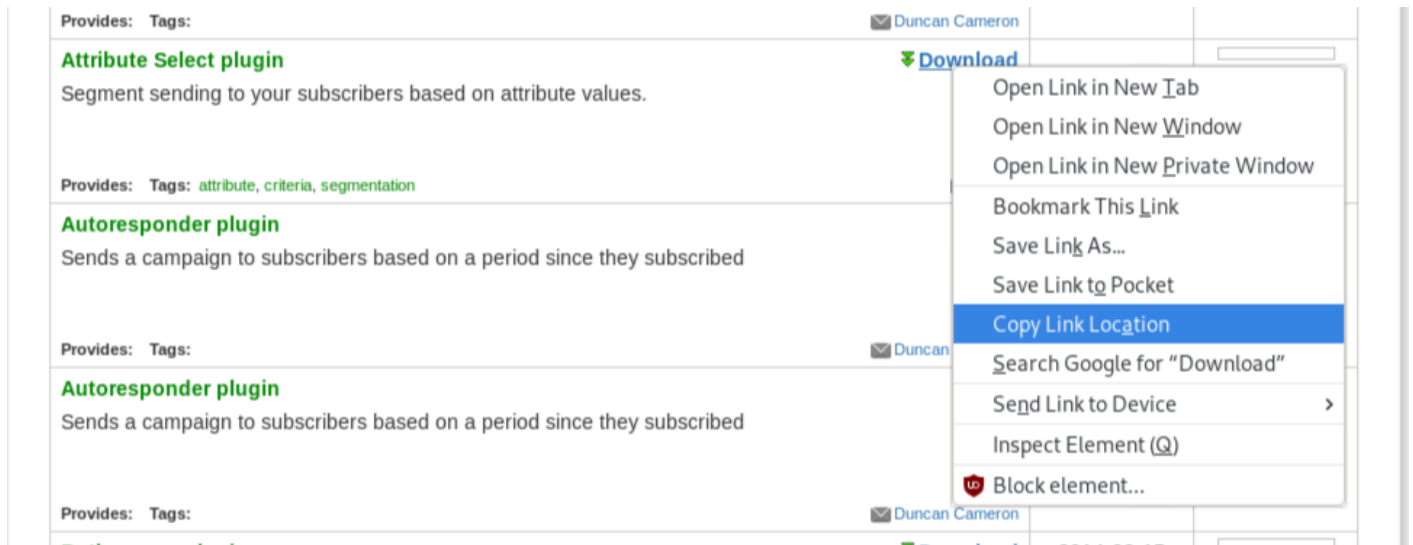 Provides: Tags: Duncan Cameron
Attribute Select plugin Download
Segment sending to your subscribers based on attribute values.
Provides: Tags: attribute, criteria, segmentation
Autoresponder plugin
Sends a campaign to subscribers based on a period since they subscribed
Provides: Tags: Duncan
Autoresponder plugin
Sends a campaign to subscribers based on a period since they subscribed
Provides: Tags: Duncan Cameron
Open Link in New Tab
Open Link in New Window
Open Link in New Private Window
Bookmark This Link
Save Link As...
Save Link to Pocket
Copy Link Location
Search Google for “Download”
Send Link to Device
Inspect Element (Q)
Block element...